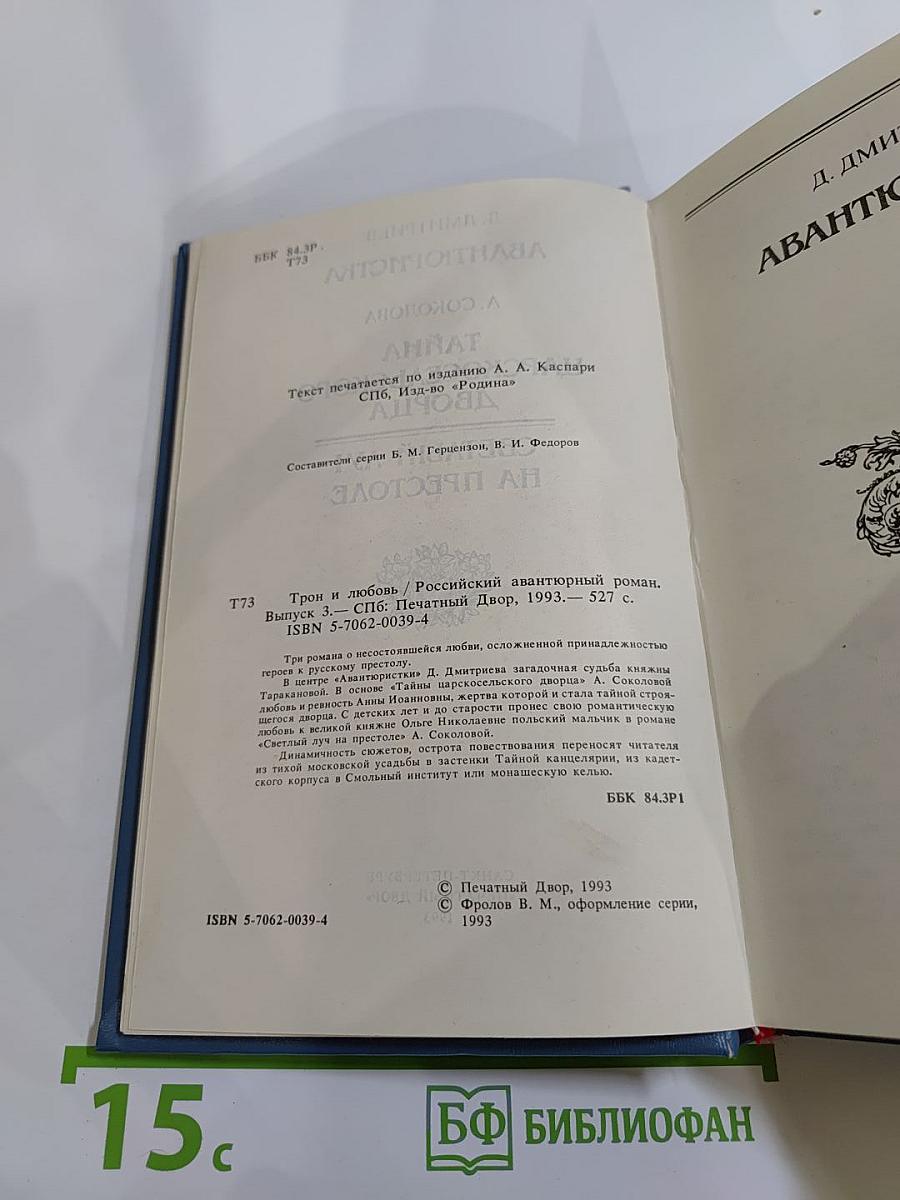 ББК 84.3Р
Т73
Текст печатается по изданию А. А. Каспари
СПб, Изд-во «Родина»
Составители серии Б. М. Герцензон, В. И. Федоров
Т73 Трон и любовь / Российский авантюрный роман.
Выпуск 3.— СПб: Печатный Двор, 1993.— 527 с.
ISBN 5-7062-0039-4
Три романа о несостоявшейся любви, осложненной принадлежностью
героев к русскому престолу.
В центре «Авантюристки» Д. Дмитриева загадочная судьба княжны
Таракановой. В основе «Тайны царскосельского дворца» А. Соколовой
любовь и ревность Анны Иоанновны, жертва которой и стала тайной строя-
щегося дворца. С детских лет и до старости пронес свою романтическую
любовь к великой княжне Ольге Николаевне польский мальчик в романе
«Светлый луч на престоле» А. Соколовой.
Динамичность сюжетов, острота повествования переносят читателя
из тихой московской усадьбы в застенки Тайной канцелярии, из кадет-
ского корпуса в Смольный институт или монашескую келью.
ББК 84.3Р1
© Печатный Двор, 1993
© Фролов В. М., оформление серии,
1993
ISBN 5-7062-0039-4
Д. ДМИТ
АВАНТЮ
15 с
БФ БИБЛИОФАН